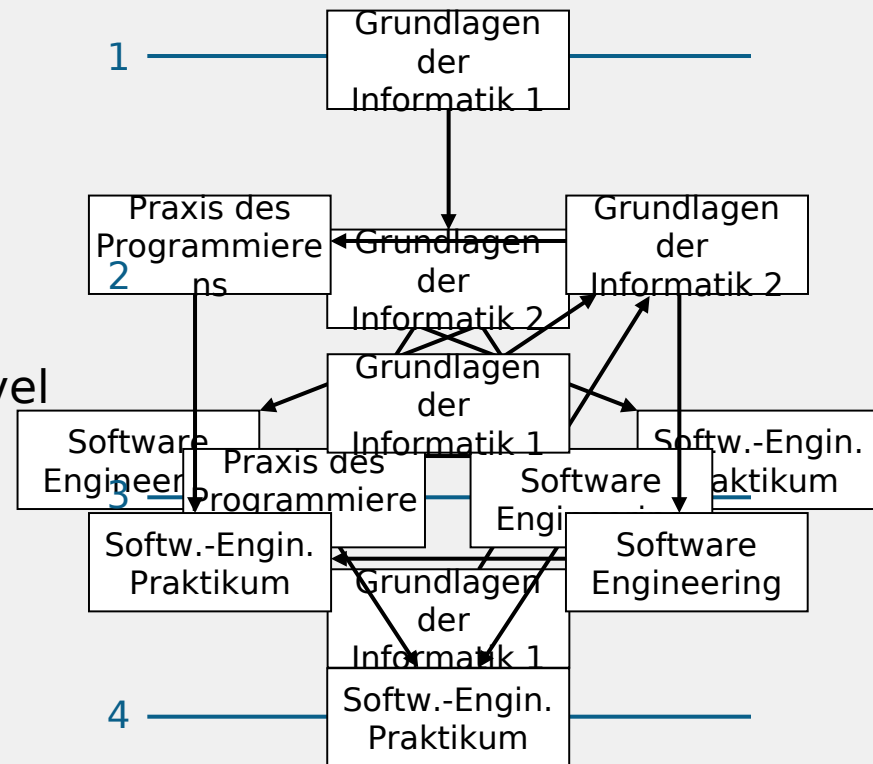 1
Grundlagen
der
Informatik 1
Praxis des
Programmiere
ns
2
Grundlagen
der
Informatik 2
Grundlagen
der
Informatik 2
vel
Grundlagen
der
Informatik 1
Software
Engineer
3
Praxis des
Programmiere
Software
Softw.-Engin.
aktikum
Softw.-Engin.
Praktikum
Software
Engineering
Grundlagen
der
Informatik 1
4
Softw.-Engin.
Praktikum